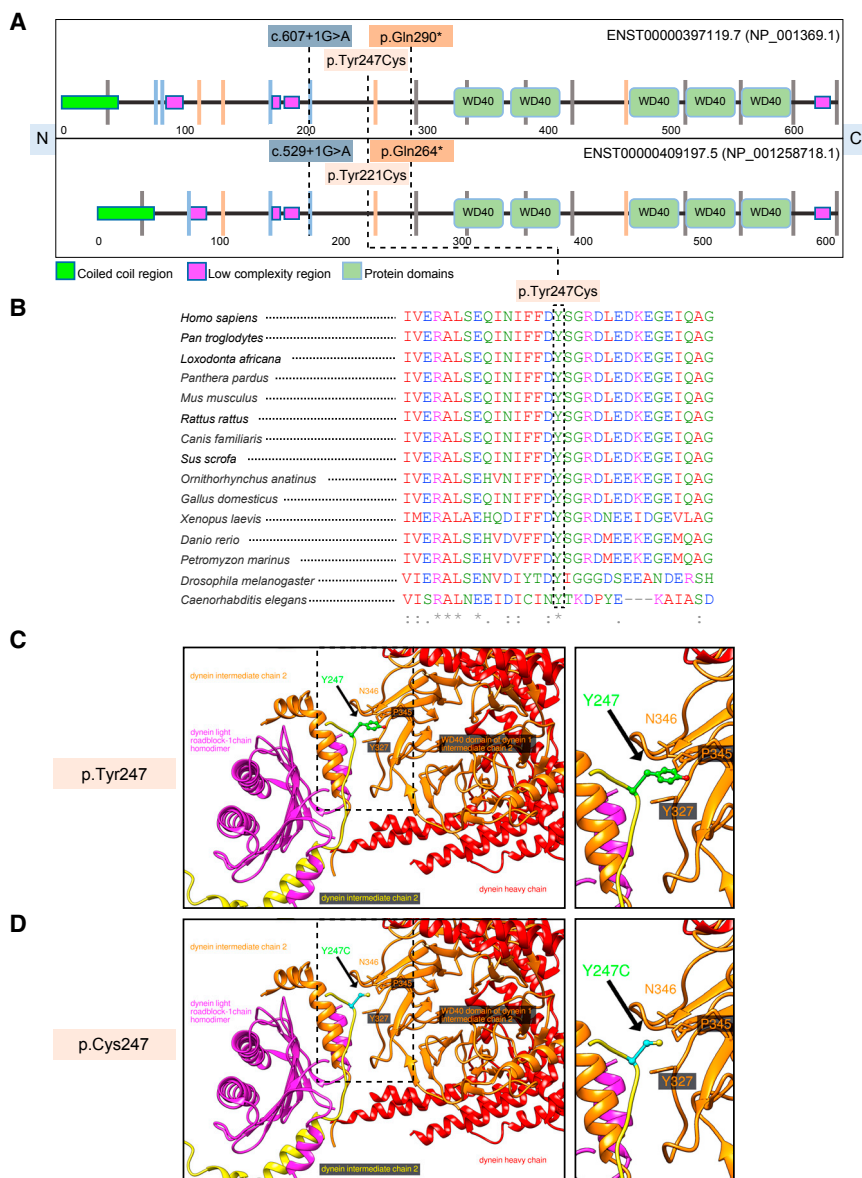 A
c.607+1G>A
p.Gln290*
ENST00000397119.7 (NP_001369.1)
p.Tyr247Cys
WD40 WD40 WD40 WD40 WD40
0 100 200 300 400 500 600
N
C
c.529+1G>A
p.Gln264*
ENST00000409197.5 (NP_001258718.1)
p.Tyr221Cys
WD40 WD40 WD40 WD40 WD40
0 100 200 300 400 500 600
Coiled coil region Low complexity region Protein domains
p.Tyr247Cys
B
Homo sapiens IVERALSEQINIFFDYSGRDLEDKEGEIQAG
Pan troglodytes IVERALSEQINIFFDYSGRDLEDKEGEIQAG
Loxodonta africana IVERALSEQINIFFDYSGRDLEDKEGEIQAG
Panthera pardus IVERALSEQINIFFDYSGRDLEDKEGEIQAG
Mus musculus IVERALSEQINIFFDYSGRDLEDKEGEIQAG
Rattus rattus IVERALSEQINIFFDYSGRDLEDKEGEIQAG
Canis familiaris IVERALSEQINIFFDYSGRDLEDKEGEIQAG
Sus scrofa IVERALSEQINIFFDYSGRDLEDKEGEIQAG
Ornithorhynchus anatinus IVERALSEHVNIFFDYSGRDLEEKEGEIQAG
Gallus domesticus IVERALSEQINIFFDYSGRDLEDKEGEIQAG
Xenopus laevis IMERALAEHQDIFFDYSGRDNEEIDGEVLAG
Danio rerio IVERALSEHVDVFFDYSGRDMEEKEGEMQAG
Petromyzon marinus IVERALSEHVDVFFDYSGRDMEEKEGEMQAG
Drosophila melanogaster VIERALSENVDIYTDYIGGGDSEEANDERSH
Caenorhabditis elegans VISRALNEEIDICINYTKDPYE---KAIASD
: : *** . : : * . :
C
dynein intermediate chain 2
Y247
N346
P345
dynein light
roadblock-1chain
homodimer
Y327
WD40 domain of dynein 1
intermediate chain 2
p.Tyr247
dynein intermediate chain 2
dynein heavy chain
Y247
N346
P345
Y327
D
dynein intermediate chain 2
Y247C
N346
P345
dynein light
roadblock-1chain
homodimer
Y327
WD40 domain of dynein 1
intermediate chain 2
p.Cys247
dynein intermediate chain 2
dynein heavy chain
Y247C
N346
P345
Y327